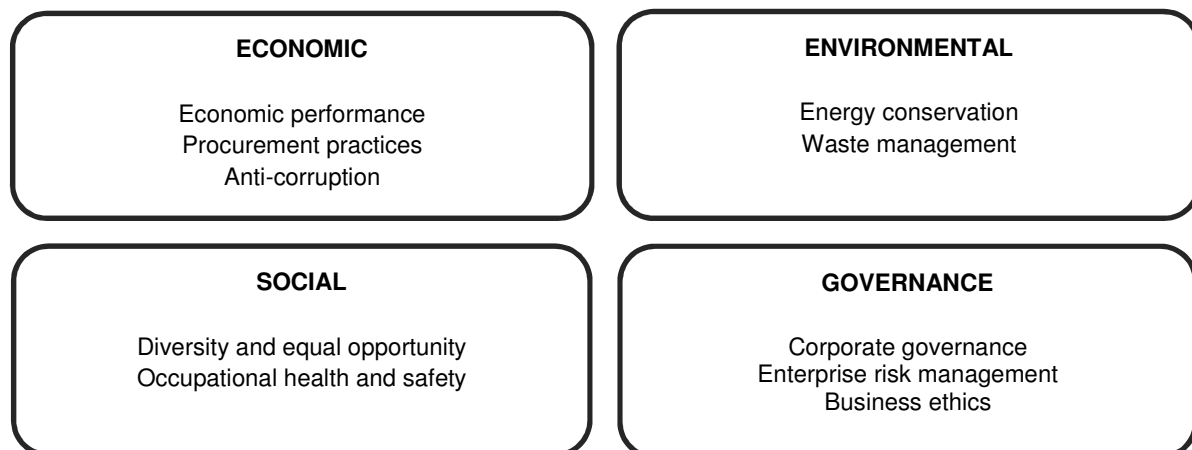 ECONOMIC
Economic performance
Procurement practices
Anti-corruption
ENVIRONMENTAL
Energy conservation
Waste management
SOCIAL
Diversity and equal opportunity
Occupational health and safety
GOVERNANCE
Corporate governance
Enterprise risk management
Business ethics